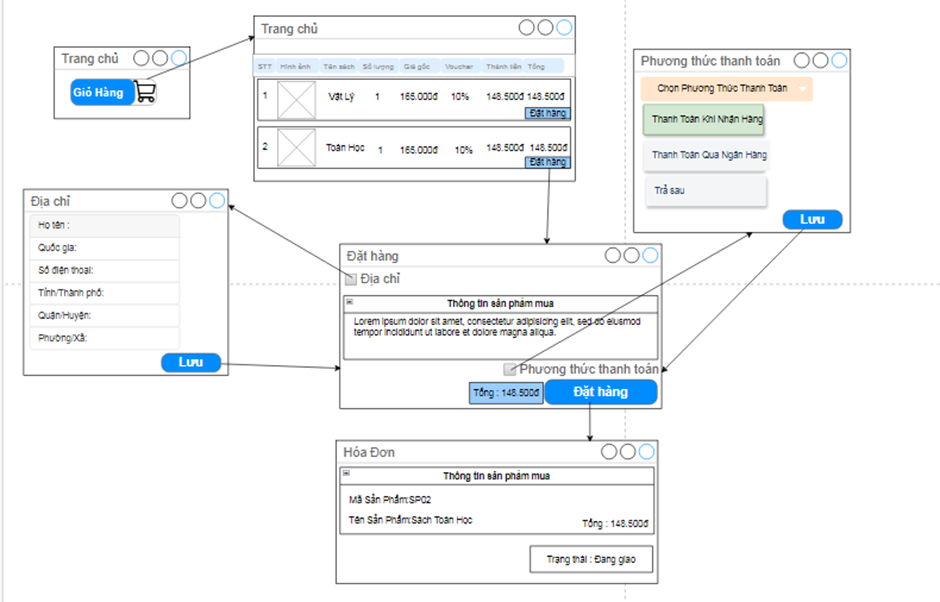 Trang chủ
Giỏ Hàng
Trang chủ
STT Hình ảnh Tên sách Số lượng Giá gốc Voucher Thành tiền Tổng
1 Vật Lý 1 165.000đ 10% 148.500đ 148.500đ
Đặt hàng
2 Toán Học 1 165.000đ 10% 148.500đ 148.500đ
Đặt hàng
Phương thức thanh toán
Chọn Phương Thức Thanh Toán
Thanh Toán Khi Nhận Hàng
Thanh Toán Qua Ngân Hàng
Trả sau
Lưu
Địa chỉ
Họ tên :
Quốc gia:
Số điện thoại:
Tỉnh/Thành phố:
Quận/Huyện:
Phường/Xã:
Lưu
Đặt hàng
Địa chỉ
Thông tin sản phẩm mua
Lorem ipsum dolor sit amet, consectetur adipisicing elit, sed do eiusmod
tempor incididunt ut labore et dolore magna aliqua.
Phương thức thanh toán
Tổng : 148.500đ
Đặt hàng
Hóa Đơn
Thông tin sản phẩm mua
Mã Sản Phẩm:SP02
Tên Sản Phẩm:Sách Toán Học
Tổng : 148.500đ
Trạng thái : Đang giao